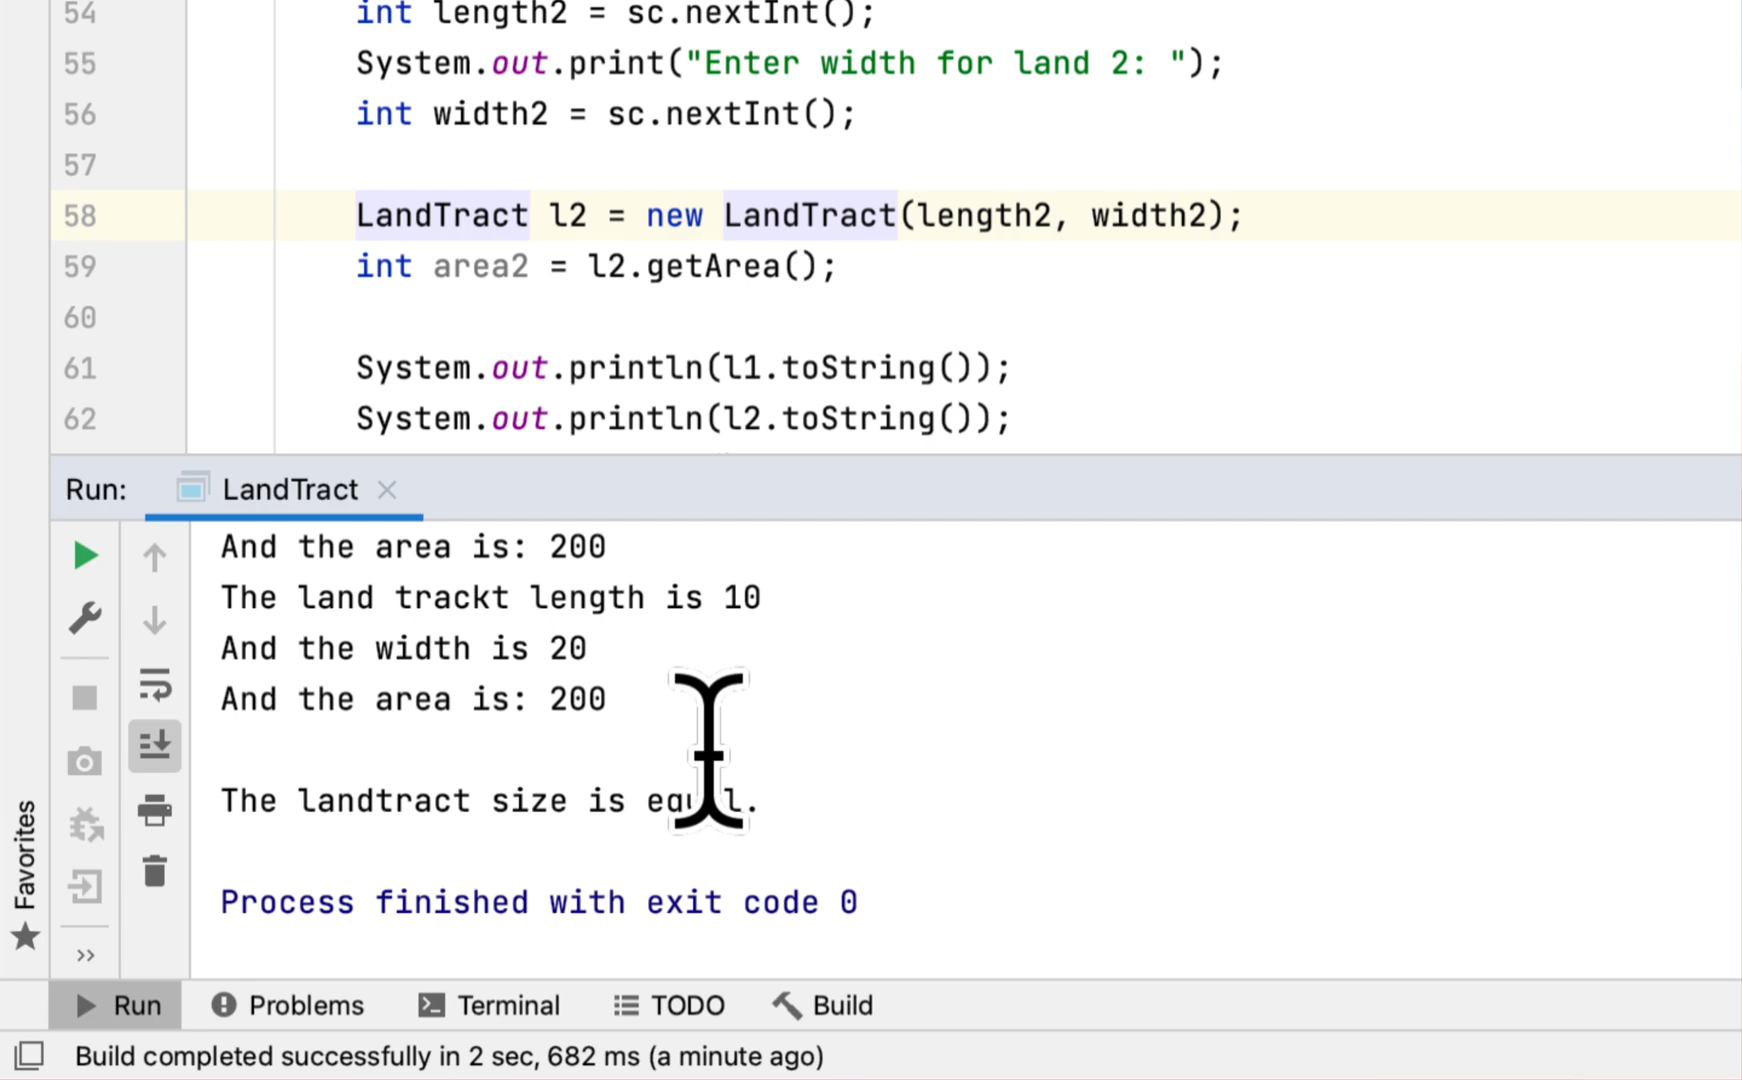 54 int length2 = sc.nextInt();
55 System.out.print("Enter width for land 2: ");
56 int width2 = sc.nextInt();
57
58 LandTract l2 = new LandTract(length2, width2);
59 int area2 = l2.getArea();
60
61 System.out.println(l1.toString());
62 System.out.println(l2.toString());
Run: LandTract
And the area is: 200
The land trackt length is 10
And the width is 20
And the area is: 200
The landtract size is equal.
Process finished with exit code 0
Favorites
Run Problems Terminal TODO Build
Build completed successfully in 2 sec, 682 ms (a minute ago)